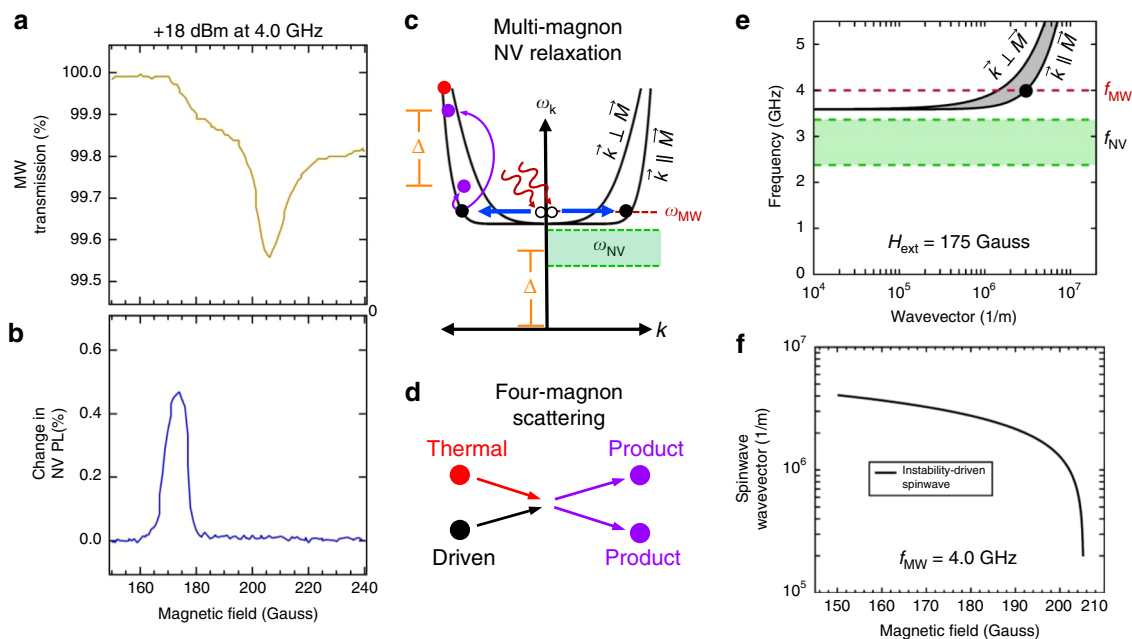 a
+18 dBm at 4.0 GHz
100.0
99.9
99.8
99.7
99.6
99.5
MW
transmission (%)
0
b
0.6
0.4
0.2
0.0
Change in
NV PL(%)
160
180
200
220
240
Magnetic field (Gauss)
c
Multi-magnon
NV relaxation
ω_k
k⃗ ⊥ M⃗
k⃗ ∥ M⃗
Δ
ω_MW
ω_NV
Δ
k
d
Four-magnon
scattering
Thermal
Product
Driven
Product
e
5
4
3
2
1
0
Frequency (GHz)
k⃗ ⊥ M⃗
k⃗ ∥ M⃗
f_MW
f_NV
H_ext = 175 Gauss
10^4
10^5
10^6
10^7
Wavevector (1/m)
f
10^7
10^6
10^5
Spinwave
wavevector (1/m)
Instability-driven
spinwave
f_MW = 4.0 GHz
150
160
170
180
190
200
210
Magnetic field (Gauss)